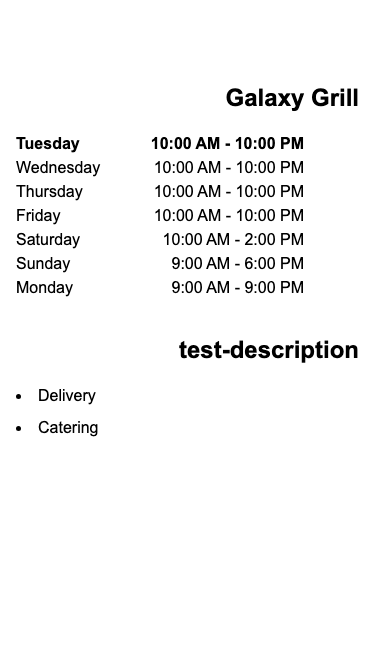 Galaxy Grill
Tuesday 10:00 AM - 10:00 PM
Wednesday 10:00 AM - 10:00 PM
Thursday 10:00 AM - 10:00 PM
Friday 10:00 AM - 10:00 PM
Saturday 10:00 AM - 2:00 PM
Sunday 9:00 AM - 6:00 PM
Monday 9:00 AM - 9:00 PM
test-description
• Delivery
• Catering